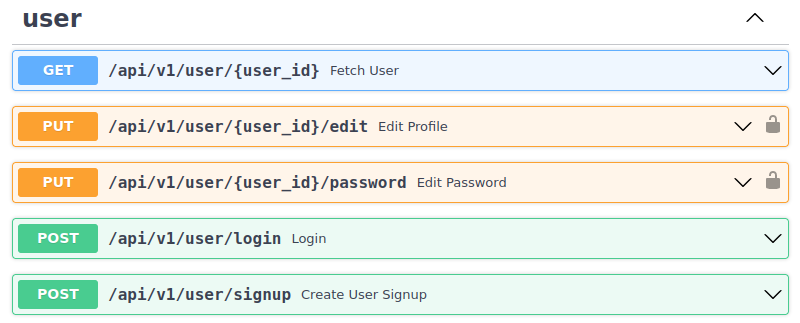 user
GET /api/v1/user/{user_id} Fetch User
PUT /api/v1/user/{user_id}/edit Edit Profile
PUT /api/v1/user/{user_id}/password Edit Password
POST /api/v1/user/login Login
POST /api/v1/user/signup Create User Signup